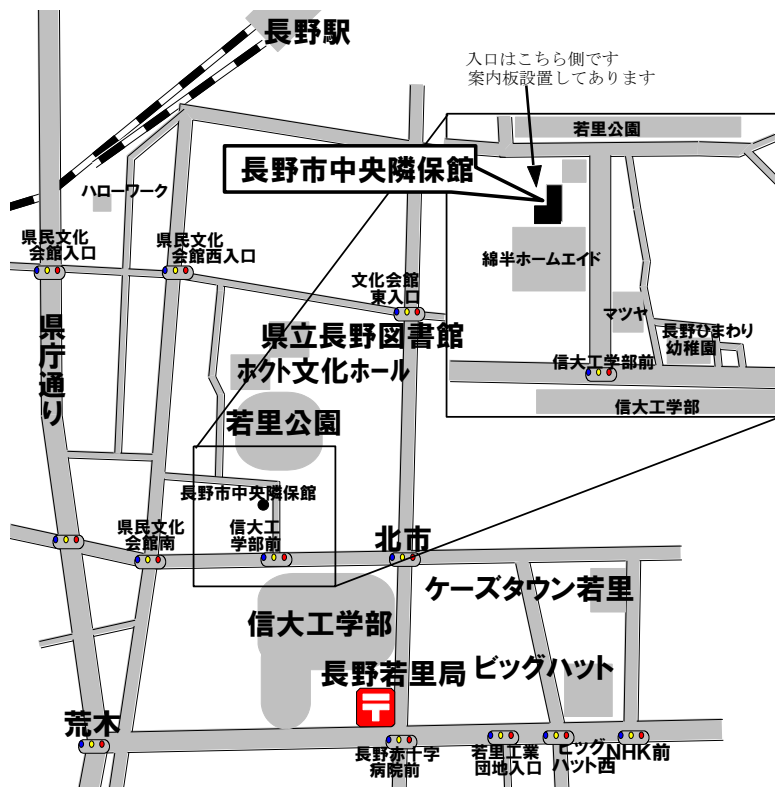 長野駅
入口はこちら側です
案内板設置してあります
若里公園
長野市中央隣保館
ハローワーク
県民文化
会館入口
県民文化
会館西入口
綿半ホームエイド
文化会館
東入口
マツヤ
県庁通り
県立長野図書館
長野ひまわり
幼稚園
ホクト文化ホール
信大工学部前
信大工学部
若里公園
長野市中央隣保館
県民文化
会館南
信大工
学部前
北市
ケーズタウン若里
信大工学部
長野若里局
ビッグハット
荒木
長野赤十字
病院前
若里工業
団地入口
ビッグ
ハット西
NHK前